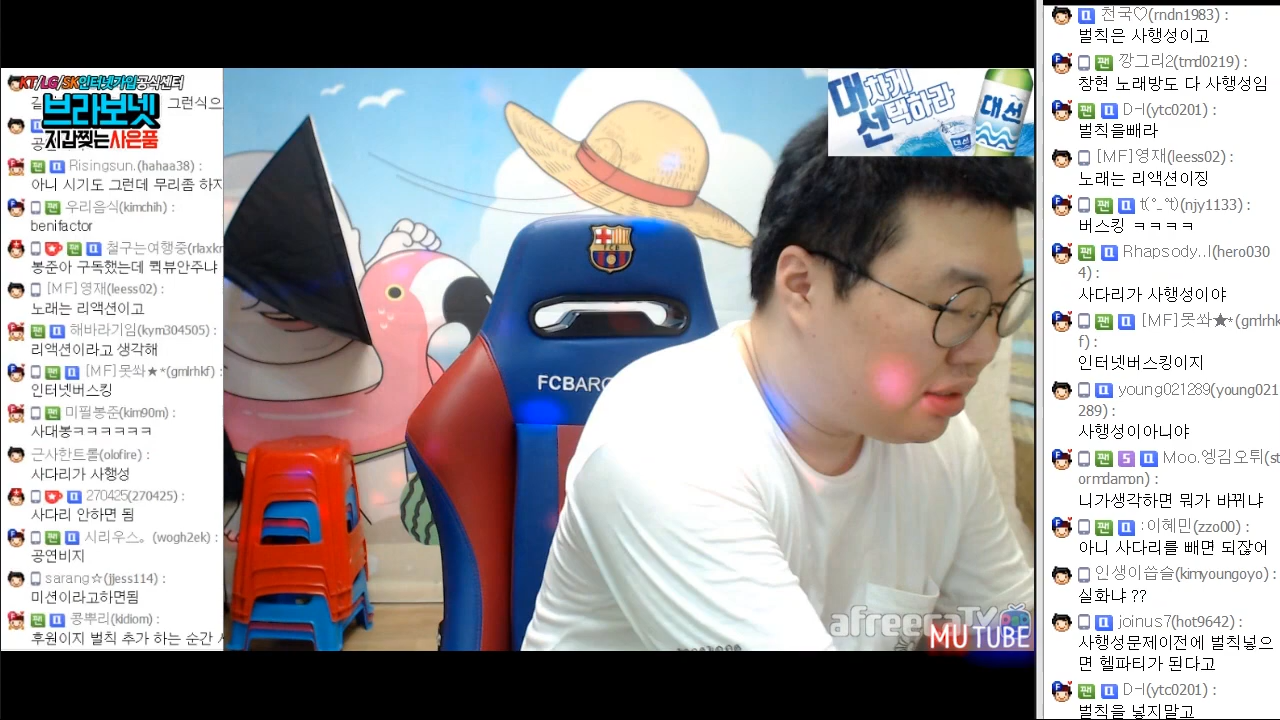 KT/LG/SK인터넷가입공식센터
그런식으
브라보넷
지갑찢는사은품
Risingsun.(hahaa38) :
아니 시기도 그런데 무리좀 하지
우리음식(kimchih) :
benifactor
철구는여행중(rlaxkr
봉준아 구독했는데 퀵뷰안주냐
[MF]영재(leess02) :
노래는 리액션이고
해바라기임(kym304505) :
리액션이라고 생각해
[MF]못쏴★*(gmlrhkf) :
인터넷버스킹
미필봉준(kim90m) :
사대봉ㅋㅋㅋㅋㅋㅋ
근사한트롤(olofire) :
사다리가 사행성
270425(270425) :
사다리 안하면 됨
시리우스。(wogh2ek) :
공연비지
sarang☆(jjess114) :
미션이라고하면됨
콩뿌리(kidiom) :
후원이지 벌칙 추가 하는 순간
대차게
선택하라
대선
대선
FCB
FCBARC
afreecaTV
MUTUBE
천국♡(rndn1983) :
벌칙은 사행성이고
깡그리2(tmd0219) :
창현 노래방도 다 사행성임
D-I(ytc0201) :
벌칙을빼라
[MF]영재(leess02) :
노래는 리액션이징
t(°_°t)(njy1133) :
버스킹 ㅋㅋㅋㅋ
Rhapsody...I(hero030
4) :
사다리가 사행성이야
[MF]못쏴★*(gmlrhk
f) :
인터넷버스킹이지
young021289(young021
289) :
사행성이아니야
Moo.엥김오튀(st
ormdamon) :
니가생각하면 뭐가 바뀌냐
;이혜민(zzo00) :
아니 사다리를 빼면 되잖어
인생이씁슬(kimyoungoyo) :
실화냐 ??
joinus7(hot9642) :
사행성문제이전에 벌칙넣으
면 헬파티가 된다고
D-I(ytc0201) :
벌칙을 넣지말고